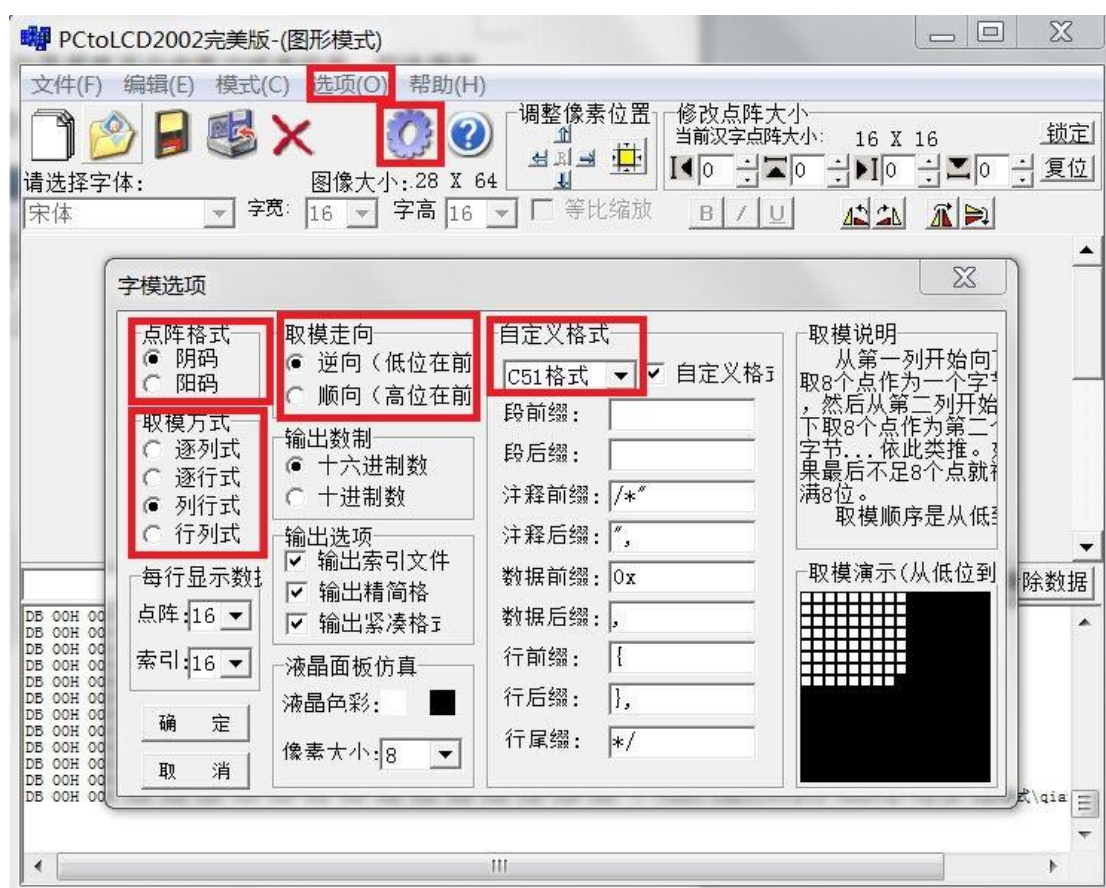 PCtoLCD2002完美版-(图形模式)
文件(F) 编辑(E) 模式(C) 选项(O) 帮助(H)
调整像素位置
修改点阵大小
当前汉字点阵大小: 16 X 16
锁定
0 0 0 0 复位
请选择字体:
图像大小:28 X 64
宋体 字宽: 16 字高 16 等比缩放 B I U
字模选项
点阵格式
阴码
阳码
取模方式
逐列式
逐行式
列行式
行列式
每行显示数据
点阵:16
索引:16
确 定
取 消
取模走向
逆向(低位在前
顺向(高位在前
输出数制
十六进制数
十进制数
输出选项
输出索引文件
输出精简格
输出紧凑格式
液晶面板仿真
液晶色彩:
像素大小:8
自定义格式
C51格式 自定义格式
段前缀:
段后缀:
注释前缀: /*"
注释后缀: ",
数据前缀: 0x
数据后缀: ,
行前缀: {
行后缀: },
行尾缀: */
取模说明
从第一列开始向
取8个点作为一个字
,然后从第二列开始
下取8个点作为第二
字节...依此类推。
果最后不足8个点就
满8位。
取模顺序是从低
取模演示(从低位到
除数据
DB 00H 00
DB 00H 00
DB 00H 00
DB 00H 00
DB 00H 00
DB 00H 00
DB 00H 00
DB 00H 00
DB 00H 00
DB 00H 00
DB 00H 00
DB 00H 00
式\qia